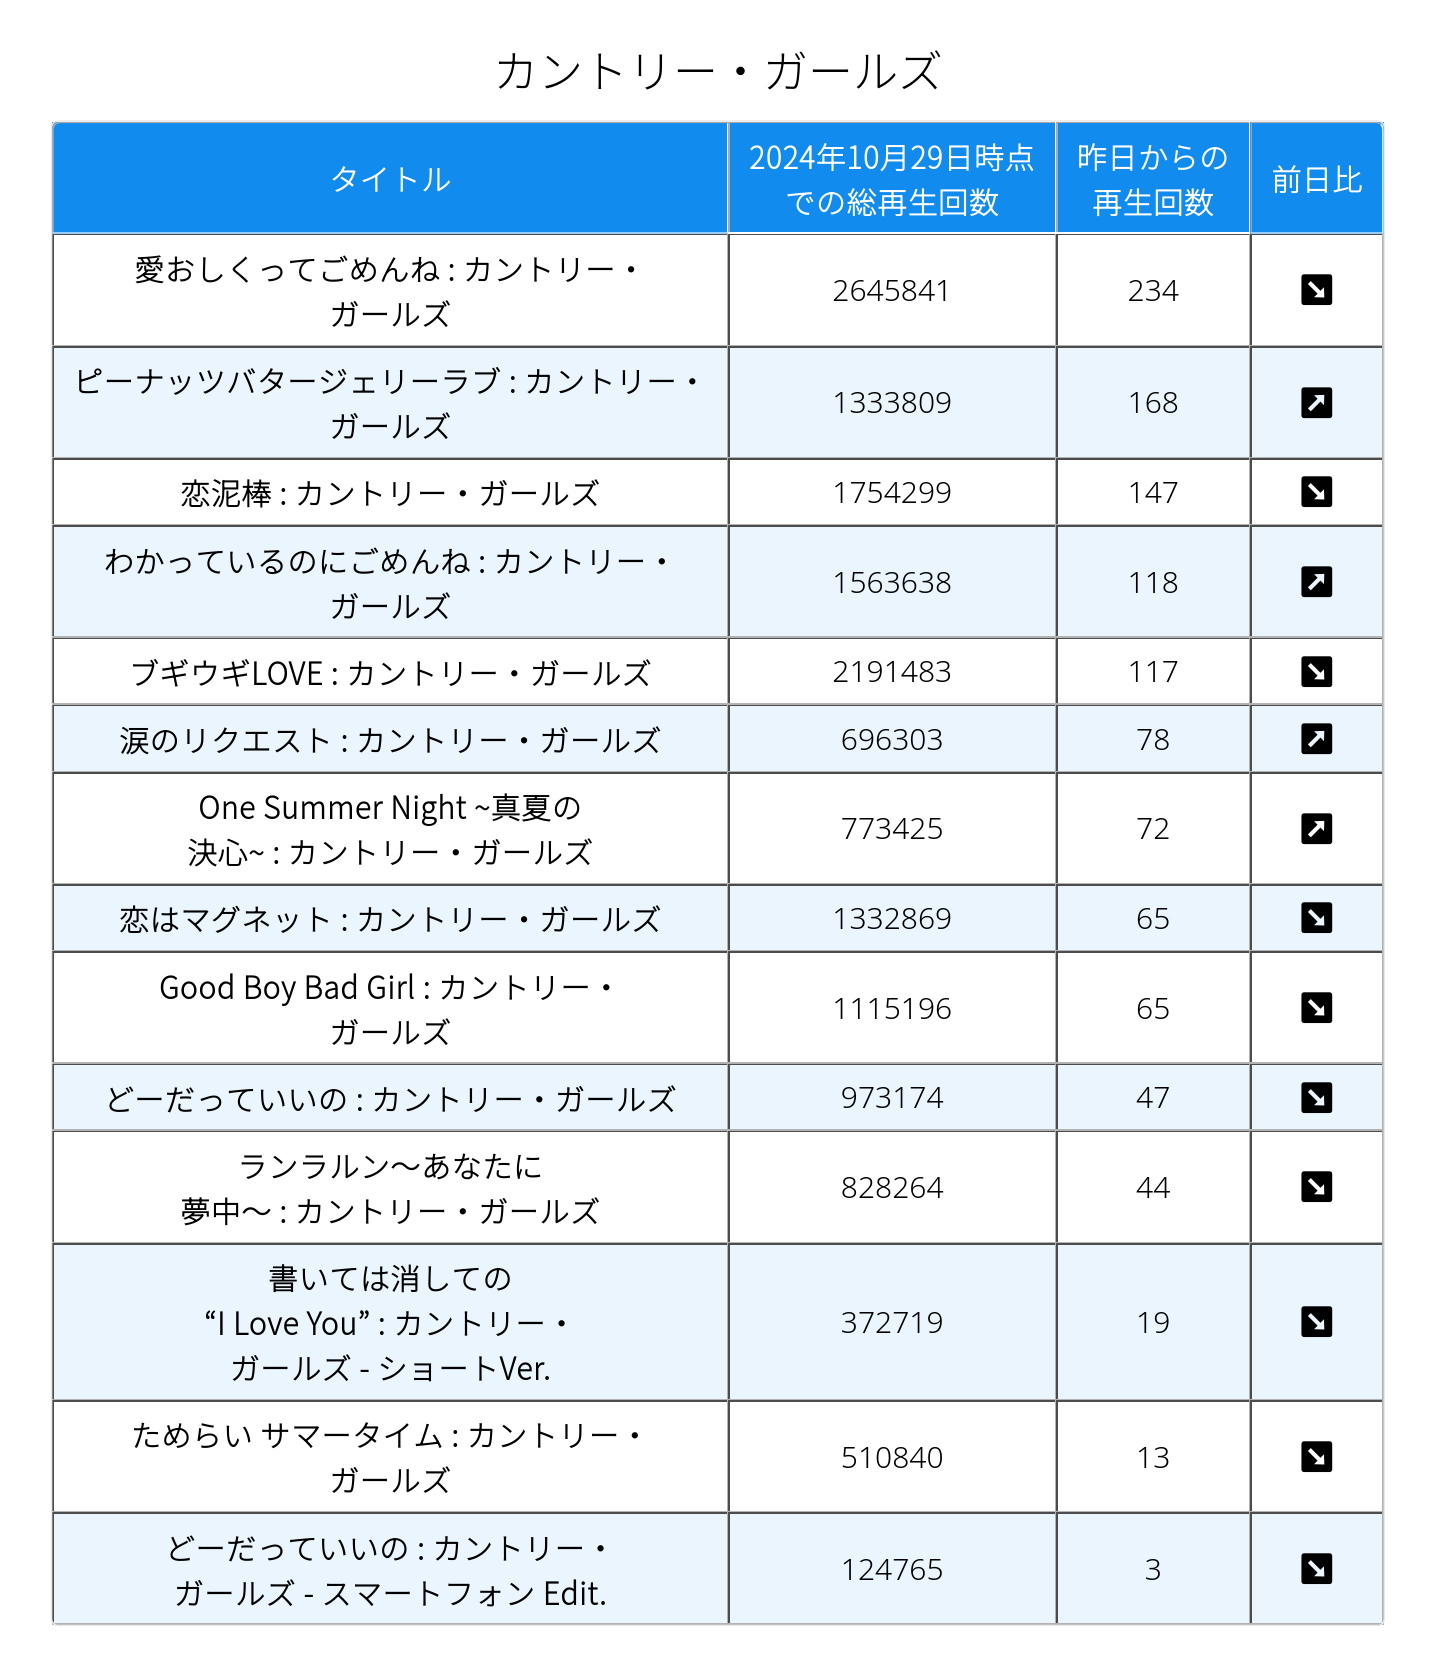 カントリー・ガールズ
タイトル
2024年10月29日時点
での総再生回数
昨日からの
再生回数
前日比
愛おしくってごめんね : カントリー・
ガールズ
2645841
234
ピーナッツバタージェリーラブ : カントリー・
ガールズ
1333809
168
恋泥棒 : カントリー・ガールズ
1754299
147
わかっているのにごめんね : カントリー・
ガールズ
1563638
118
ブギウギLOVE : カントリー・ガールズ
2191483
117
涙のリクエスト : カントリー・ガールズ
696303
78
One Summer Night ~真夏の
決心~ : カントリー・ガールズ
773425
72
恋はマグネット : カントリー・ガールズ
1332869
65
Good Boy Bad Girl : カントリー・
ガールズ
1115196
65
どーだっていいの : カントリー・ガールズ
973174
47
ランラルン〜あなたに
夢中〜 : カントリー・ガールズ
828264
44
書いては消しての
“I Love You” : カントリー・
ガールズ - ショートVer.
372719
19
ためらい サマータイム : カントリー・
ガールズ
510840
13
どーだっていいの : カントリー・
ガールズ - スマートフォン Edit.
124765
3